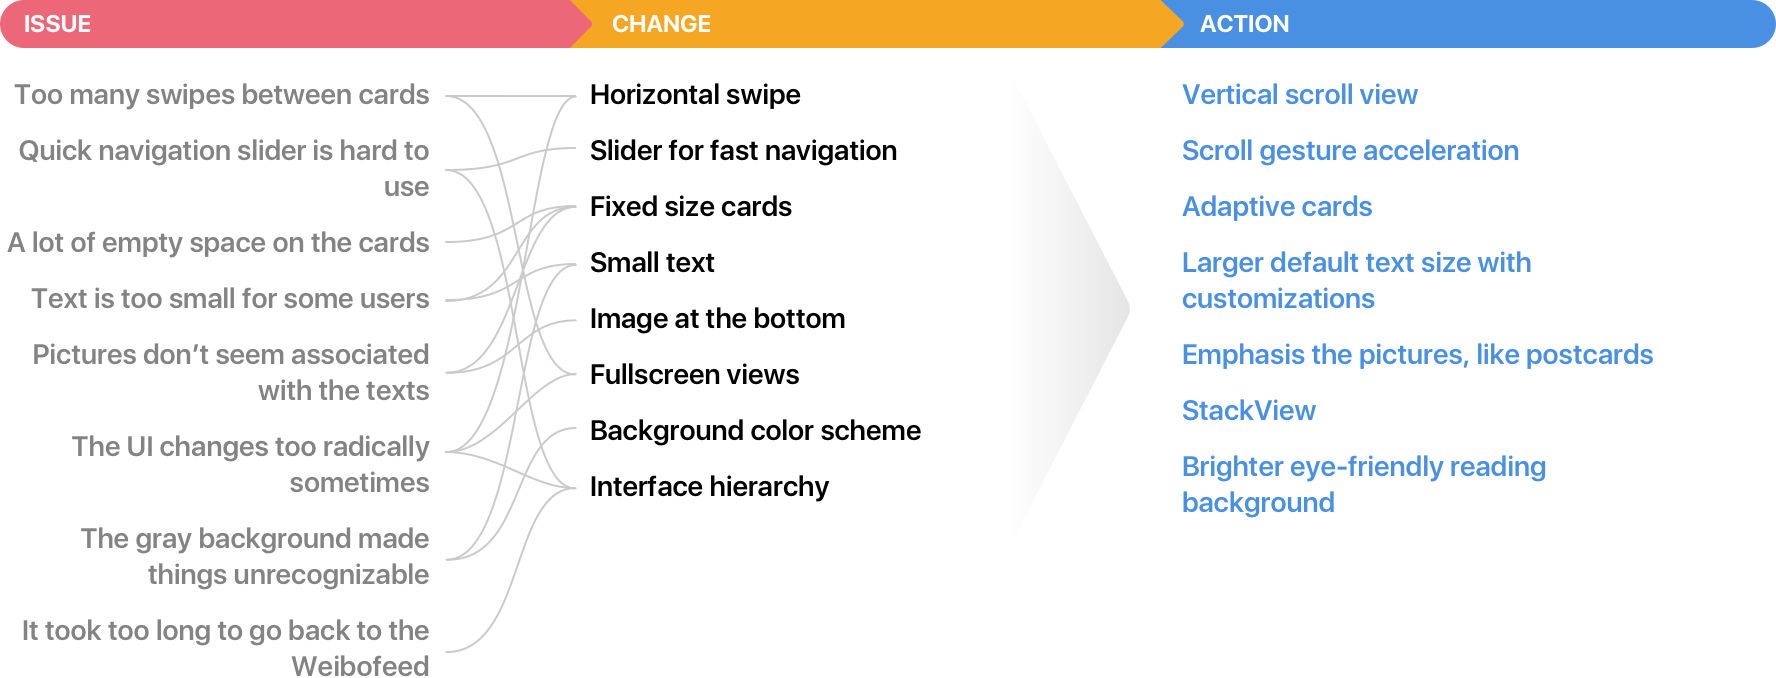 ISSUE
CHANGE
ACTION
Too many swipes between cards
Quick navigation slider is hard to
use
A lot of empty space on the cards
Text is too small for some users
Pictures don’t seem associated
with the texts
The UI changes too radically
sometimes
The gray background made
things unrecognizable
It took too long to go back to the
Weibofeed
Horizontal swipe
Slider for fast navigation
Fixed size cards
Small text
Image at the bottom
Fullscreen views
Background color scheme
Interface hierarchy
Vertical scroll view
Scroll gesture acceleration
Adaptive cards
Larger default text size with
customizations
Emphasis the pictures, like postcards
StackView
Brighter eye-friendly reading
background